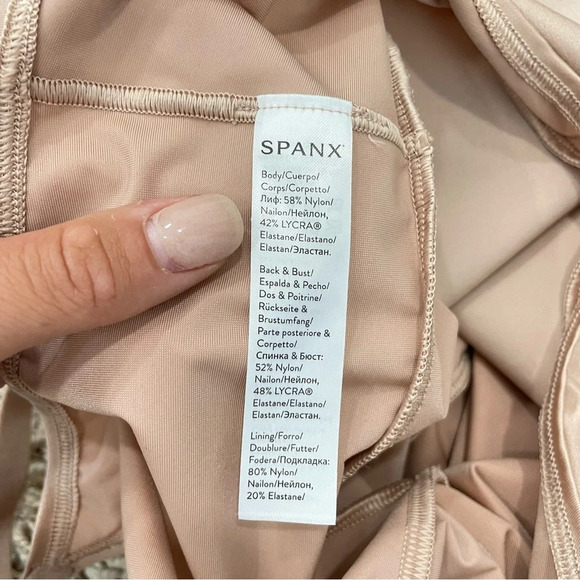 SPANX®
Body/Cuerpo/
Corps/Corpetto/
Лиф: 58% Nylon/
Nailon/Нейлон,
42% LYCRA®
Elastane/Elastano/
Elastan/Эластан.
Back & Bust/
Espalda & Pecho/
Dos & Poitrine/
Rückseite &
Brustumfang/
Parte posteriore &
Corpetto/
Спинка & Бюст:
52% Nylon/
Nailon/Нейлон,
48% LYCRA®
Elastane/Elastano/
Elastan/Эластан.
Lining/Forro/
Doublure/Futter/
Fodera/Подкладка:
80% Nylon/
Nailon/Нейлон,
20% Elastane/